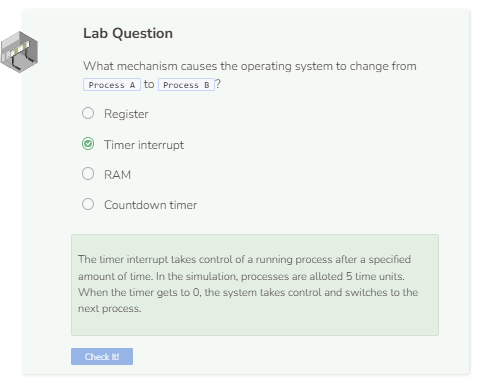 Lab Question
What mechanism causes the operating system to change from
Process A to Process B?
Register
Timer interrupt
RAM
Countdown timer
The timer interrupt takes control of a running process after a specified
amount of time. In the simulation, processes are alloted 5 time units.
When the timer gets to 0, the system takes control and switches to the
next process.
Check It!